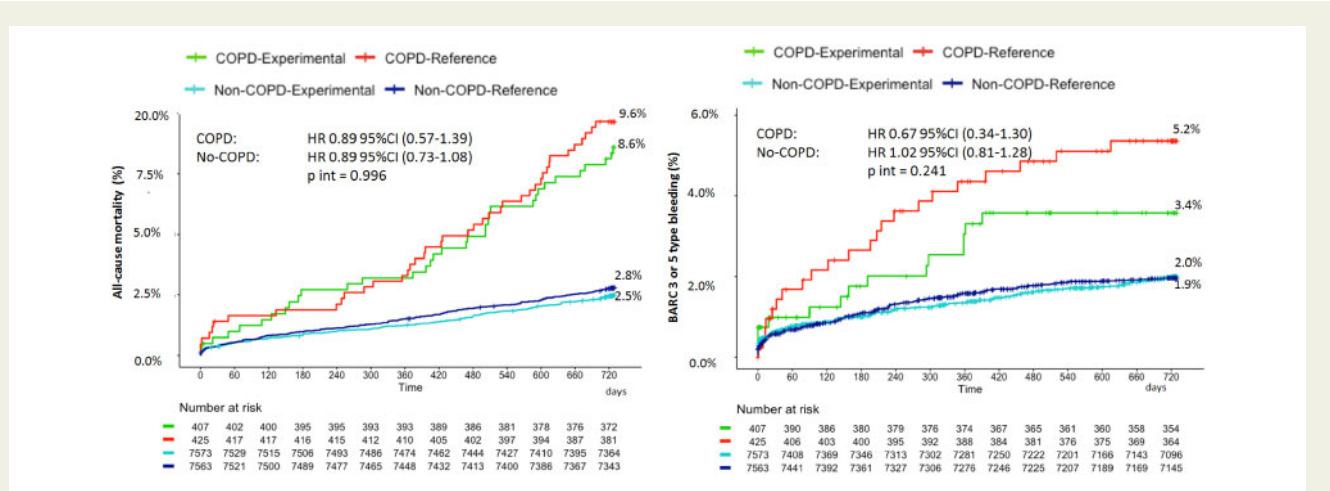 COPD-Experimental COPD-Reference
Non-COPD-Experimental Non-COPD-Reference
20.0%
7.5%
5.0%
2.5%
0.0%
All-cause mortality (%)
COPD: HR 0.89 95%CI (0.57-1.39)
No-COPD: HR 0.89 95%CI (0.73-1.08)
p int = 0.996
9.6%
8.6%
2.8%
2.5%
0 60 120 180 240 300 360 420 480 540 600 660 720
Time
days
Number at risk
407 402 400 395 395 393 393 389 386 381 378 376 372
425 417 417 416 415 412 410 405 402 397 394 387 381
7573 7529 7515 7506 7493 7486 7474 7462 7444 7427 7410 7395 7364
7563 7521 7500 7489 7477 7465 7448 7432 7413 7400 7386 7367 7343
COPD-Experimental COPD-Reference
Non-COPD-Experimental Non-COPD-Reference
6.0%
4.0%
2.0%
0.0%
BARC 3 or 5 type bleeding (%)
COPD: HR 0.67 95%CI (0.34-1.30)
No-COPD: HR 1.02 95%CI (0.81-1.28)
p int = 0.241
5.2%
3.4%
2.0%
1.9%
0 60 120 180 240 300 360 420 480 540 600 660 720
Time
days
Number at risk
407 390 386 380 379 376 374 367 365 361 360 358 354
425 406 403 400 395 392 388 384 381 376 375 369 364
7573 7408 7369 7346 7313 7302 7281 7250 7222 7201 7166 7143 7096
7563 7441 7392 7361 7327 7306 7276 7246 7225 7207 7189 7169 7145